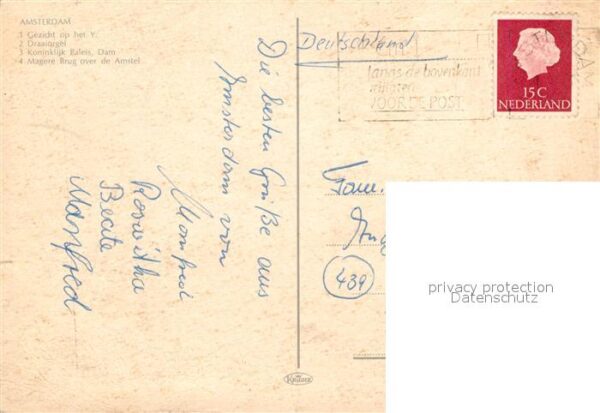 AMSTERDAM
1 Gezicht op het Y.
2 Draaiorgel
3 Koninklijk Paleis, Dam
4 Magere Brug over de Amstel
Die besten Grüße aus
Amsterdam von
Manfred
Roswitha
Beate
Manfred
Deutschland
langs de bovenkant
VOOR DE POST
15 C
NEDERLAND
Fam.
439
privacy protection
Datenschutz